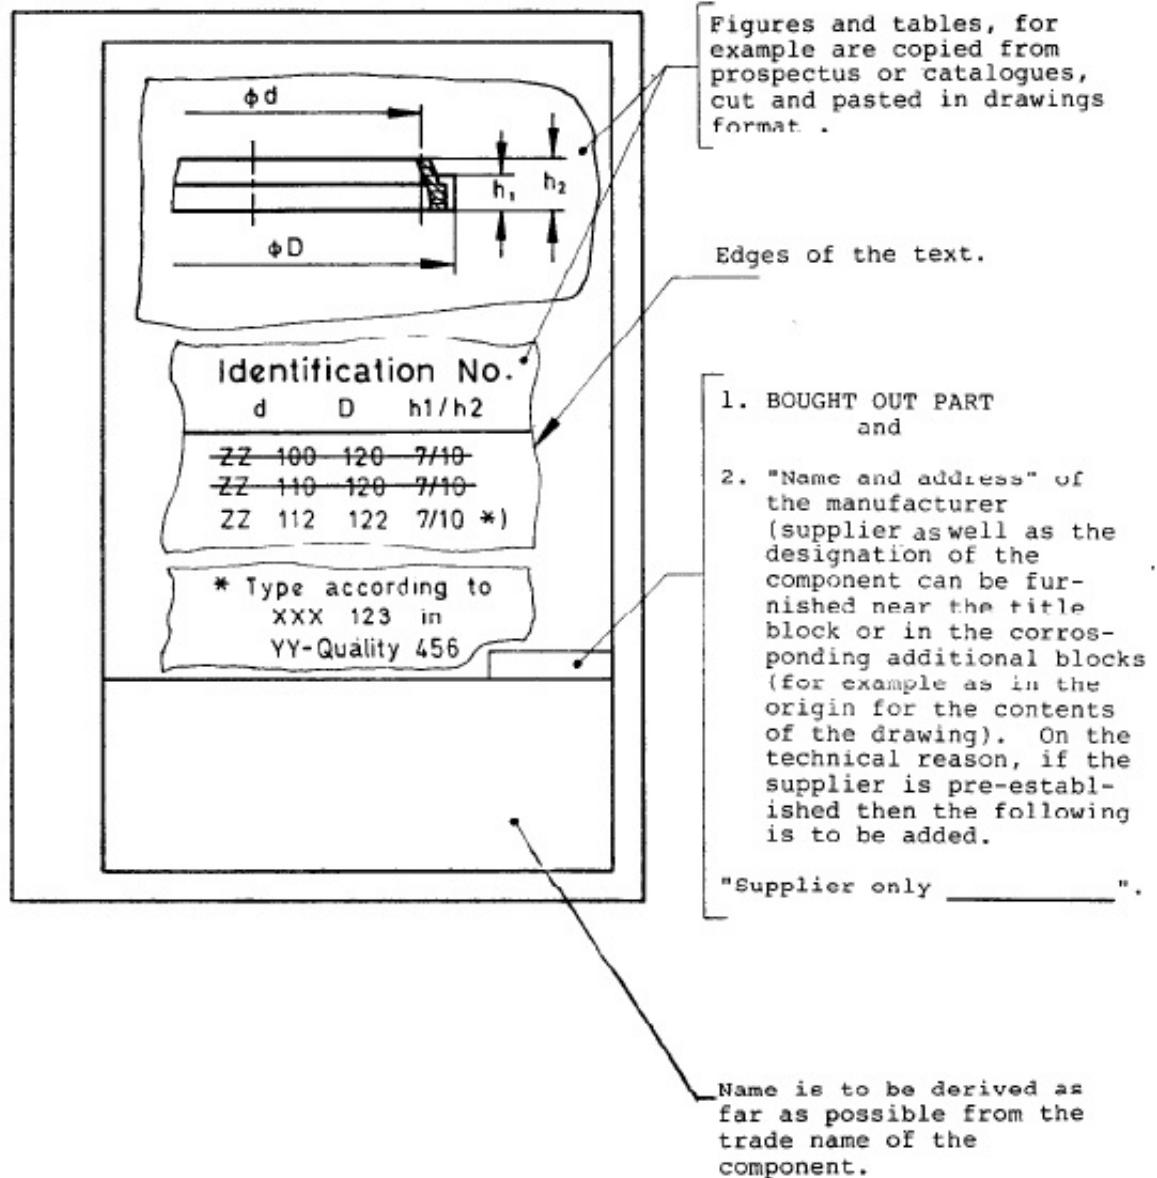 Figures and tables, for
example are copied from
prospectus or catalogues,
cut and pasted in drawings
format .
ϕd
h₁
h₂
ϕD
Edges of the text.
Identification No.
d D h1/h2
ZZ 100 120 7/10
ZZ 110 120 7/10
ZZ 112 122 7/10 *)
* Type according to
XXX 123 in
YY-Quality 456
1. BOUGHT OUT PART
and
2. "Name and address" of
the manufacturer
(supplier as well as the
designation of the
component can be fur-
nished near the title
block or in the corros-
ponding additional blocks
(for example as in the
origin for the contents
of the drawing). On the
technical reason, if the
supplier is pre-establ-
ished then the following
is to be added.
"Supplier only __________".
Name is to be derived as
far as possible from the
trade name of the
component.